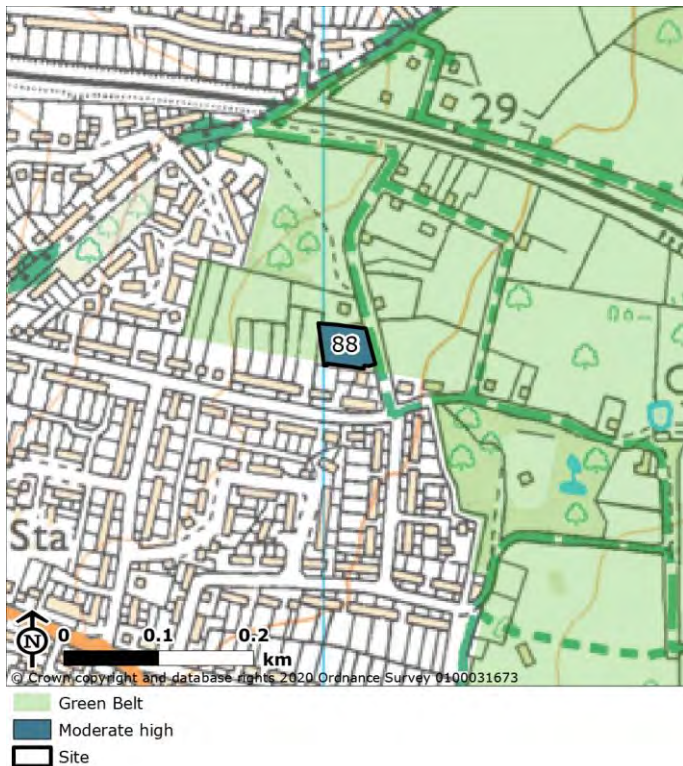 29
88
Sta
N
0 0.1 0.2
km
© Crown copyright and database rights 2020 Ordnance Survey 0100031673
Green Belt
Moderate high
Site